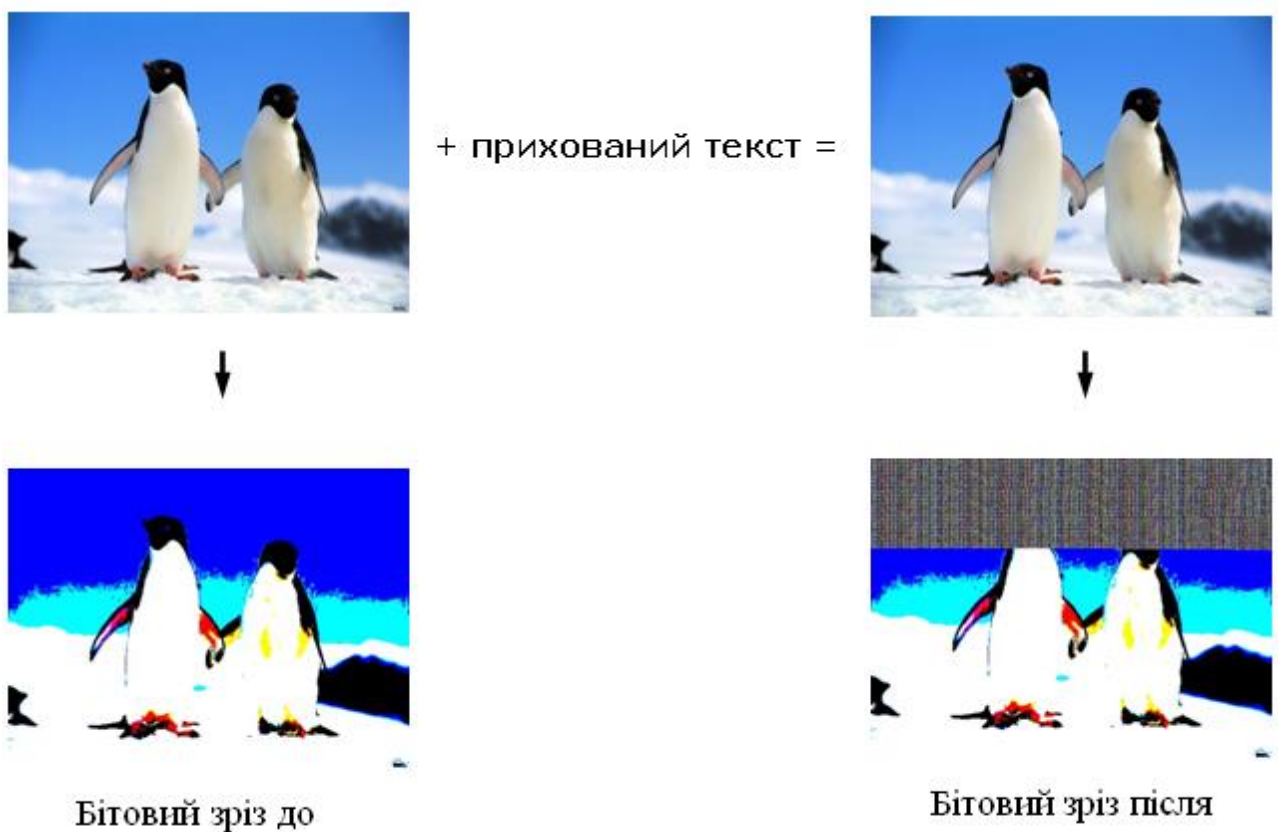 + прихований текст =
Бітовий зріз до
Бітовий зріз після